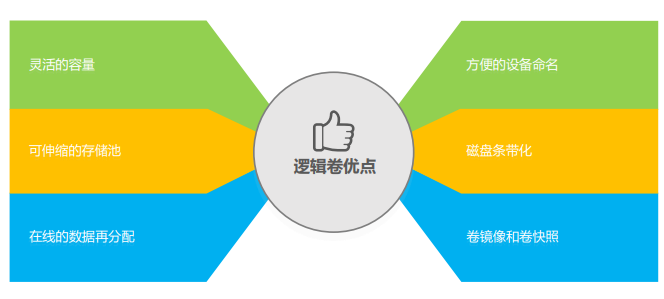 灵活的容量
可伸缩的存储池
在线的数据再分配
逻辑卷优点
方便的设备命名
磁盘条带化
卷镜像和卷快照